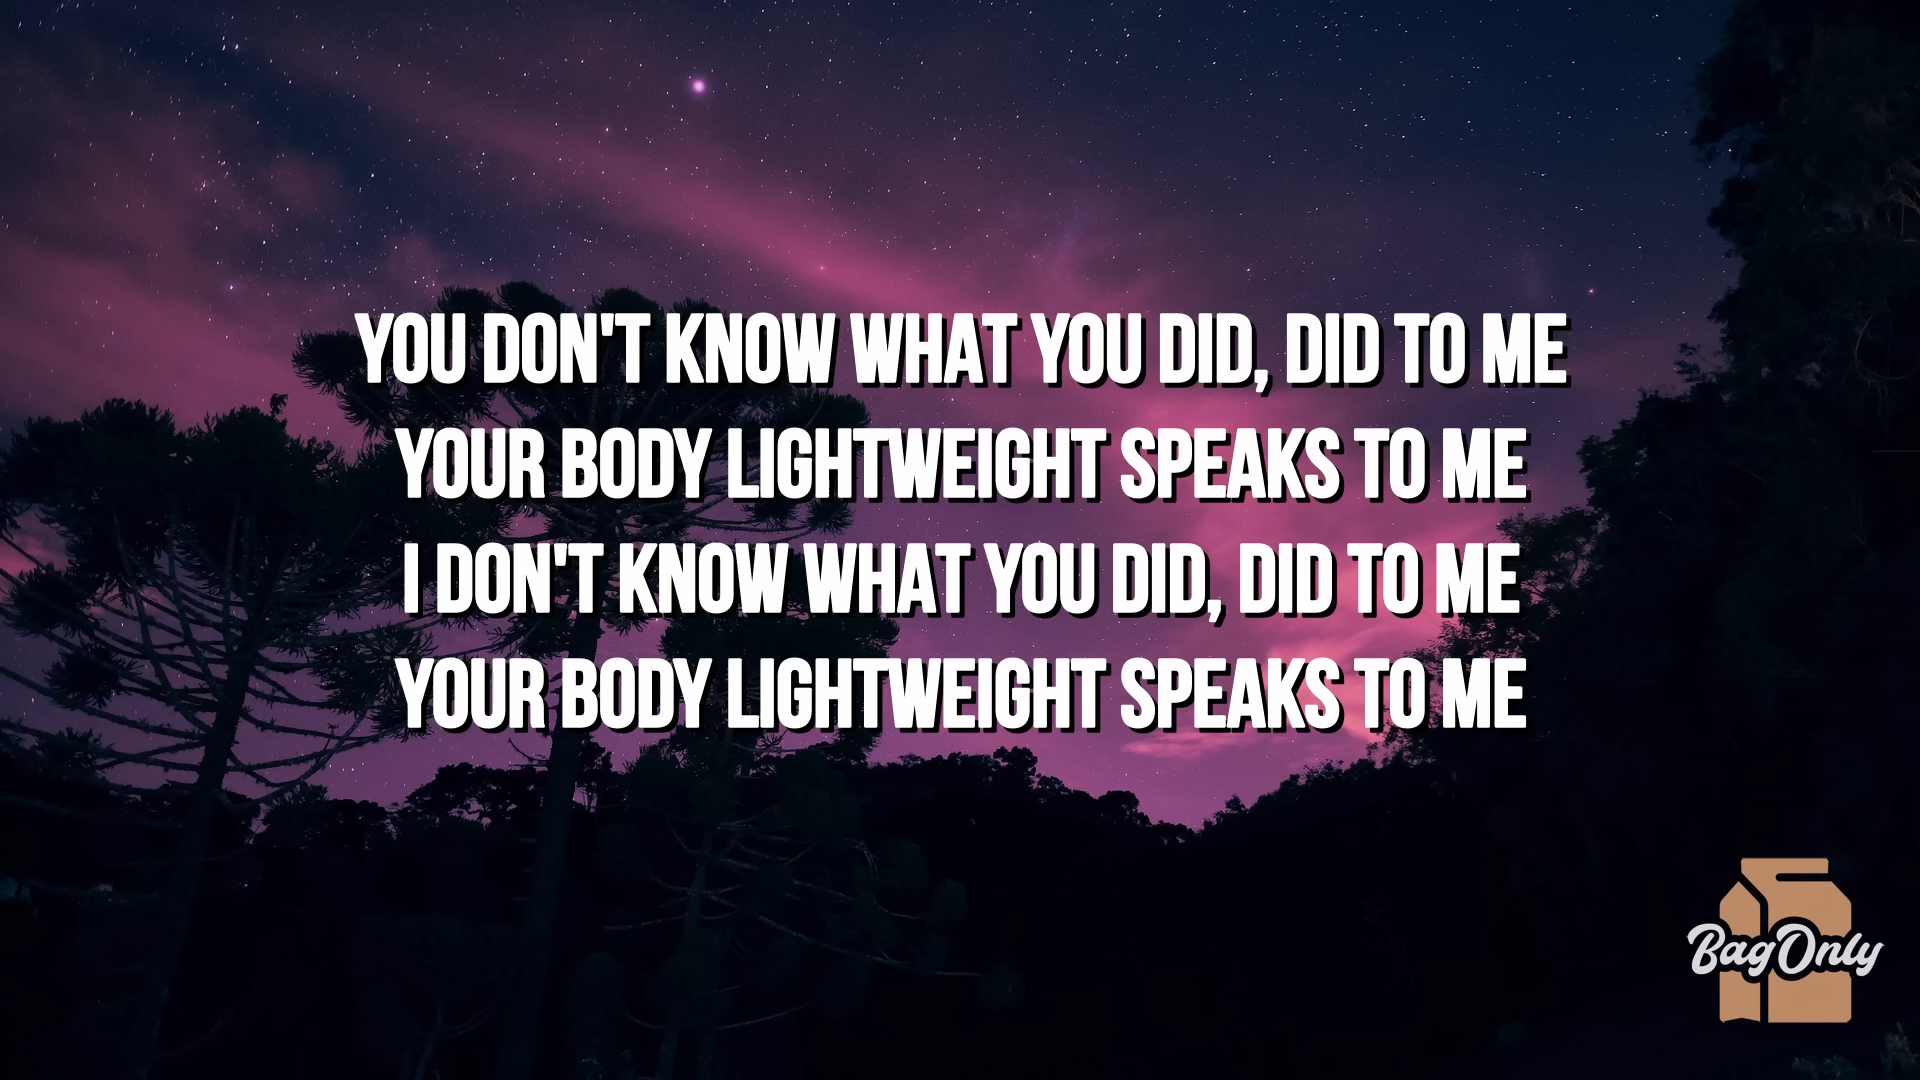 YOU DON'T KNOW WHAT YOU DID, DID TO ME
YOUR BODY LIGHTWEIGHT SPEAKS TO ME
I DON'T KNOW WHAT YOU DID, DID TO ME
YOUR BODY LIGHTWEIGHT SPEAKS TO ME
BagOnly